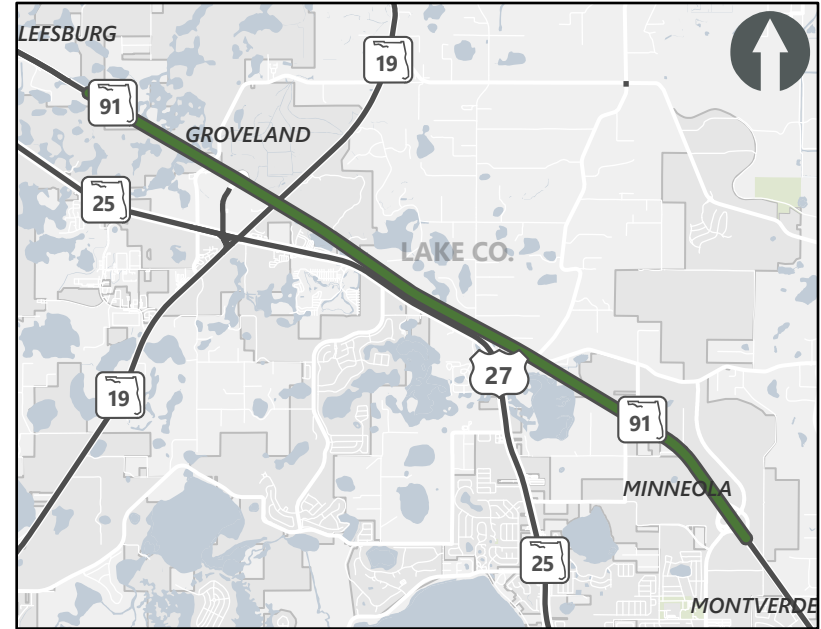 LEESBURG
19
91
GROVELAND
25
LAKE CO.
27
19
91
MINNEOLA
25
MONTVERDE